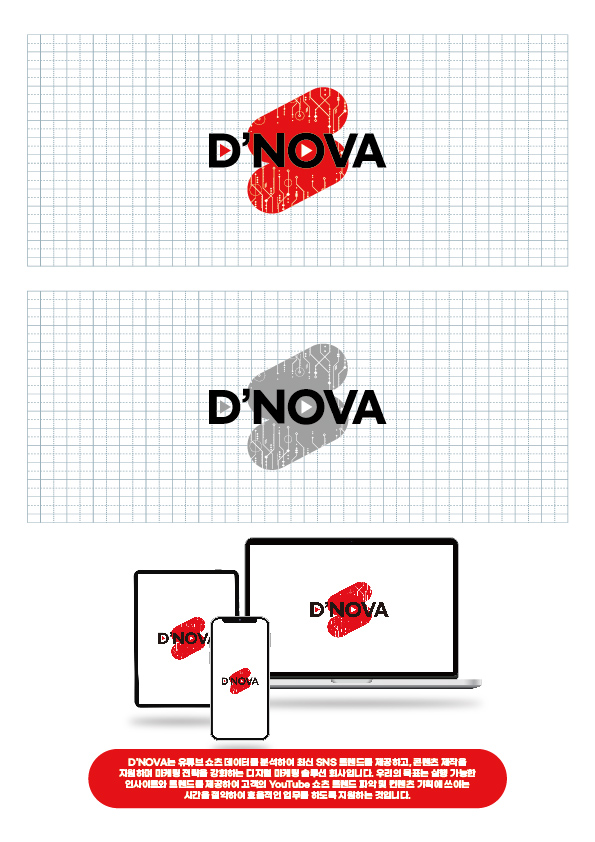 D'NOVA
D'NOVA
D'NOVA
D'NOVA
D'NOVA
D'NOVA는 유튜브 쇼츠 데이터를 분석하여 최신 SNS 트렌드를 제공하고, 콘텐츠 제작을
지원하며 마케팅 전략을 강화하는 디지털 마케팅 솔루션 회사입니다. 우리의 목표는 실행 가능한
인사이트와 트렌드를 제공하여 고객의 YouTube 쇼츠 트렌드 파악 및 컨텐츠 기획에 쓰이는
시간을 절약하여 효율적인 업무를 하도록 지원하는 것입니다.